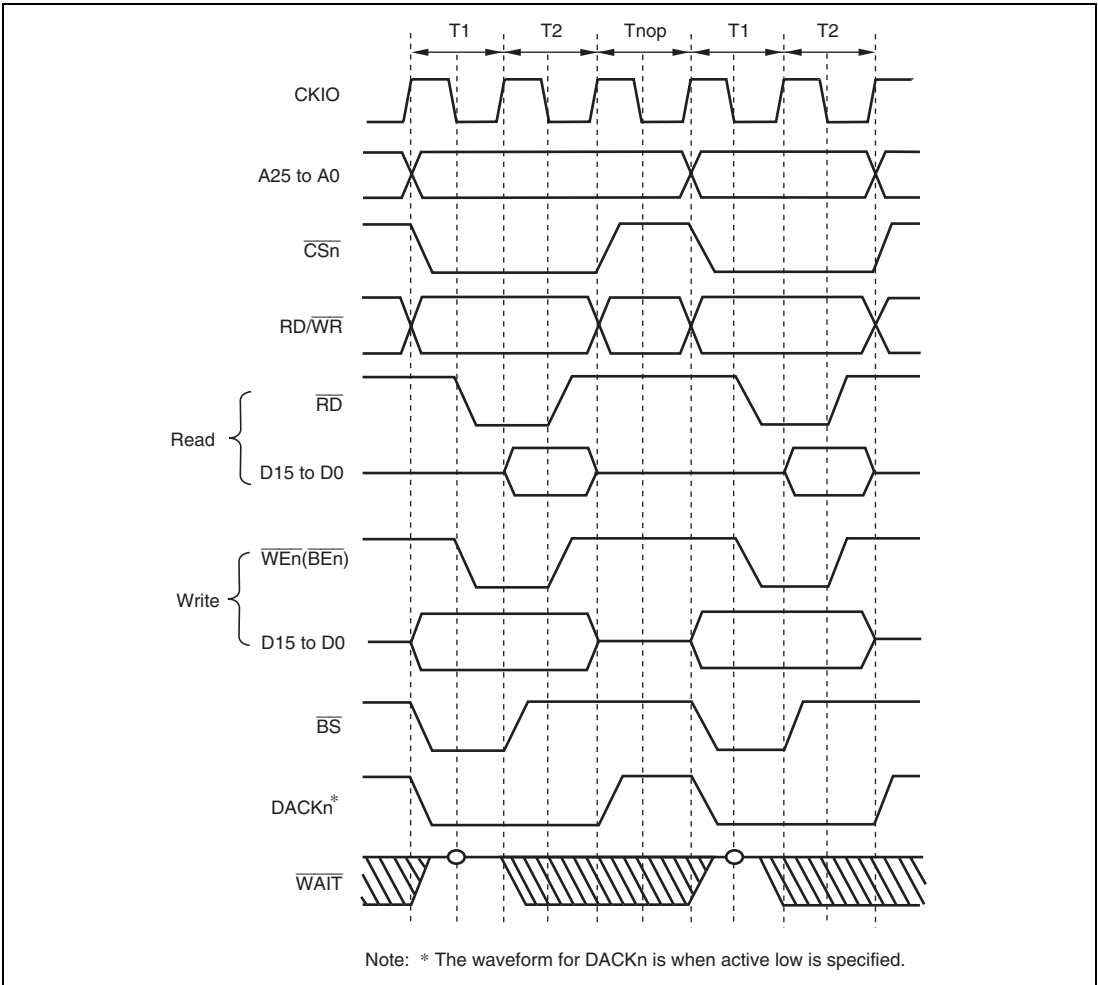 T1 T2 Tnop T1 T2
CKIO
A25 to A0
CSn
RD/WR
RD
Read
D15 to D0
WEn(BEn)
Write
D15 to D0
BS
DACKn*
WAIT
Note: * The waveform for DACKn is when active low is specified.